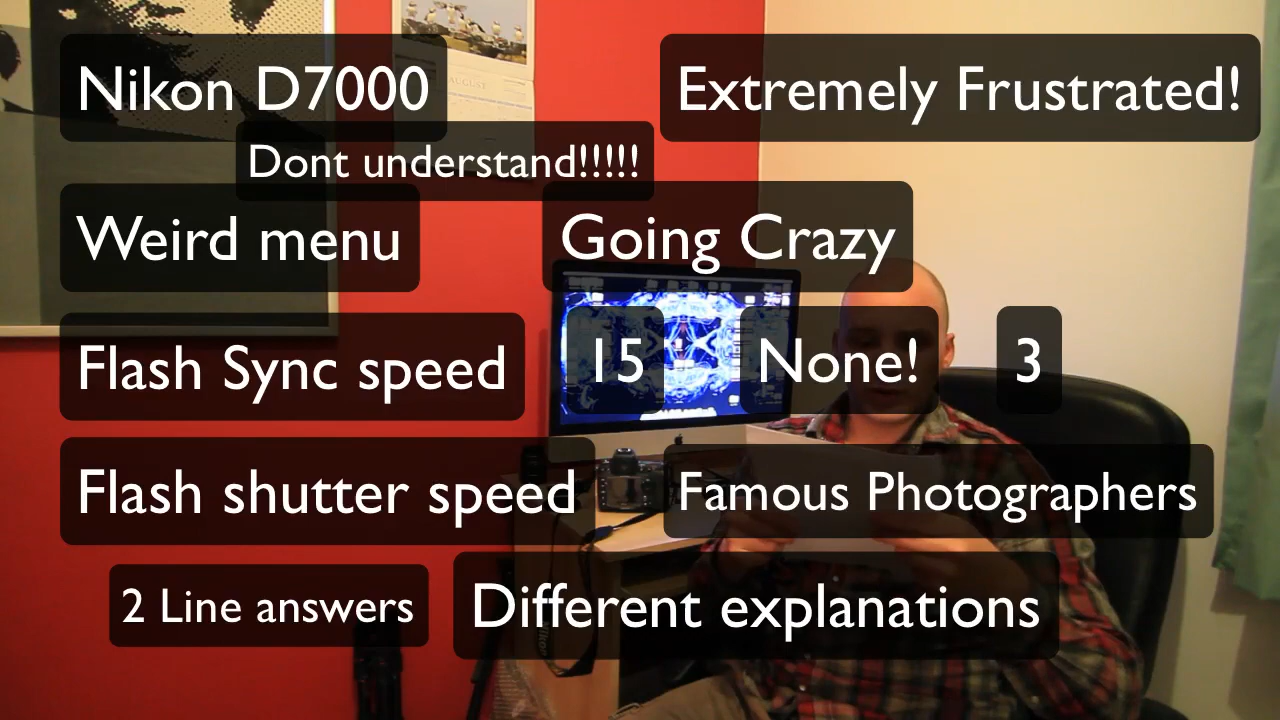 AUGUST
Nikon D7000
Extremely Frustrated!
Dont understand!!!!!
Weird menu
Going Crazy
Flash Sync speed
15
None!
3
Flash shutter speed
Famous Photographers
2 Line answers
Different explanations